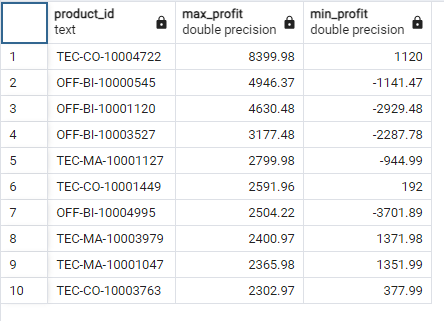 product_id max_profit min_profit
text double precision double precision
1 TEC-CO-10004722 8399.98 1120
2 OFF-BI-10000545 4946.37 -1141.47
3 OFF-BI-10001120 4630.48 -2929.48
4 OFF-BI-10003527 3177.48 -2287.78
5 TEC-MA-10001127 2799.98 -944.99
6 TEC-CO-10001449 2591.96 192
7 OFF-BI-10004995 2504.22 -3701.89
8 TEC-MA-10003979 2400.97 1371.98
9 TEC-MA-10001047 2365.98 1351.99
10 TEC-CO-10003763 2302.97 377.99